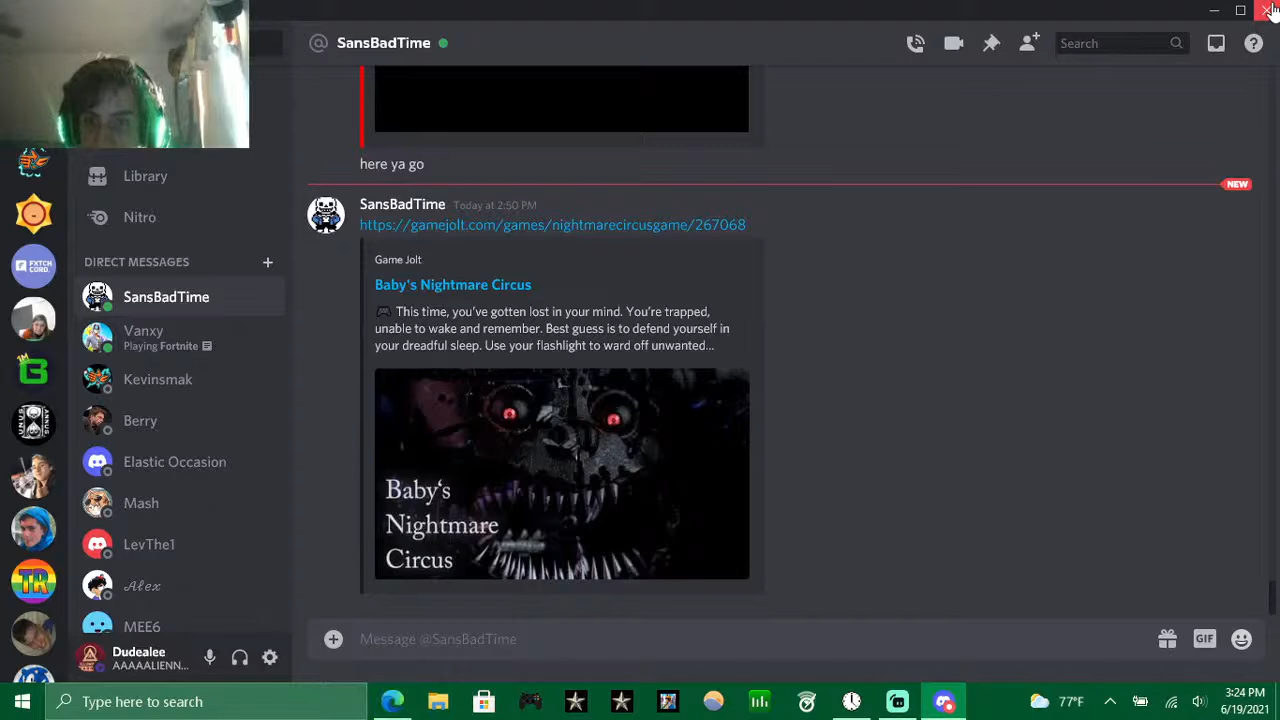 SansBadTime
Search
here ya go
NEW
Library
Nitro
DIRECT MESSAGES
SansBadTime
Vanxy
Playing Fortnite
Kevinsmak
Berry
Elastic Occasion
Mash
LevThe1
Alex
MEE6
Dudealee
AAAAALIENN...
FXTCH
CORD.
TR
SansBadTime Today at 2:50 PM
https://gamejolt.com/games/nightmarecircusgame/267068
Game Jolt
Baby's Nightmare Circus
This time, you've gotten lost in your mind. You're trapped,
unable to wake and remember. Best guess is to defend yourself in
your dreadful sleep. Use your flashlight to ward off unwanted...
Baby's
Nightmare
Circus
Message @SansBadTime
GIF
Type here to search
77°F
3:24 PM
6/19/2021